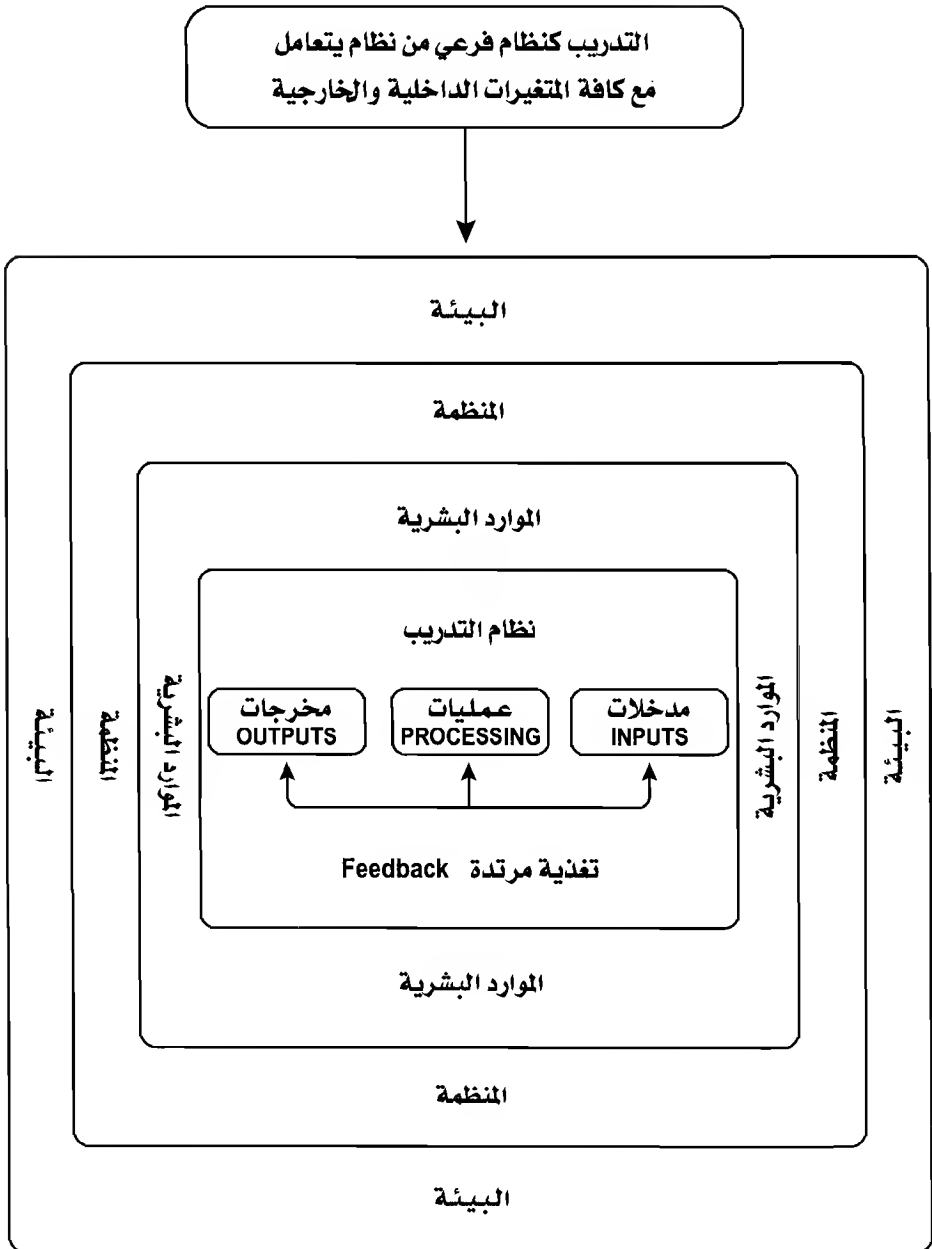 التدريب كنظام فرعي من نظام يتعامل
مع كافة المتغيرات الداخلية والخارجية
البيئة
المنظمة
الموارد البشرية
نظام التدريب
البيئة
المنظمة
الموارد البشرية
مدخلات
INPUTS
عمليات
PROCESSING
مخرجات
OUTPUTS
الموارد البشرية
المنظمة
البيئة
تغذية مرتدة Feedback
الموارد البشرية
المنظمة
البيئة